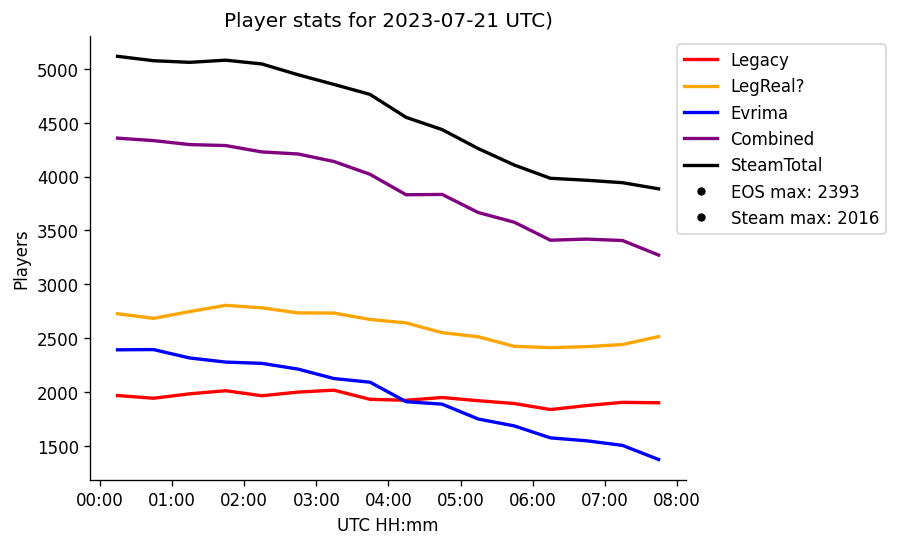 Player stats for 2023-07-21 UTC)
Legacy
LegReal?
Evrima
Combined
SteamTotal
EOS max: 2393
Steam max: 2016
Players
5000
4500
4000
3500
3000
2500
2000
1500
00:00 01:00 02:00 03:00 04:00 05:00 06:00 07:00 08:00
UTC HH:mm